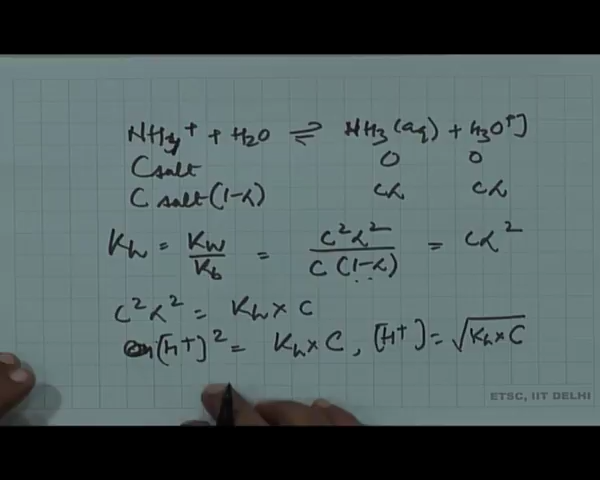 NH4+ + H2O ⇌ NH3(aq) + H3O+]
Csalt 0 0
C salt(1-α) cα cα
Kh = Kw/Kb = c²α²/C(1-α) = cα²
C²α² = Kh × C
[h+]² = Kh × C, [h+] = √Kh × C
ETSC, IIT DELHI